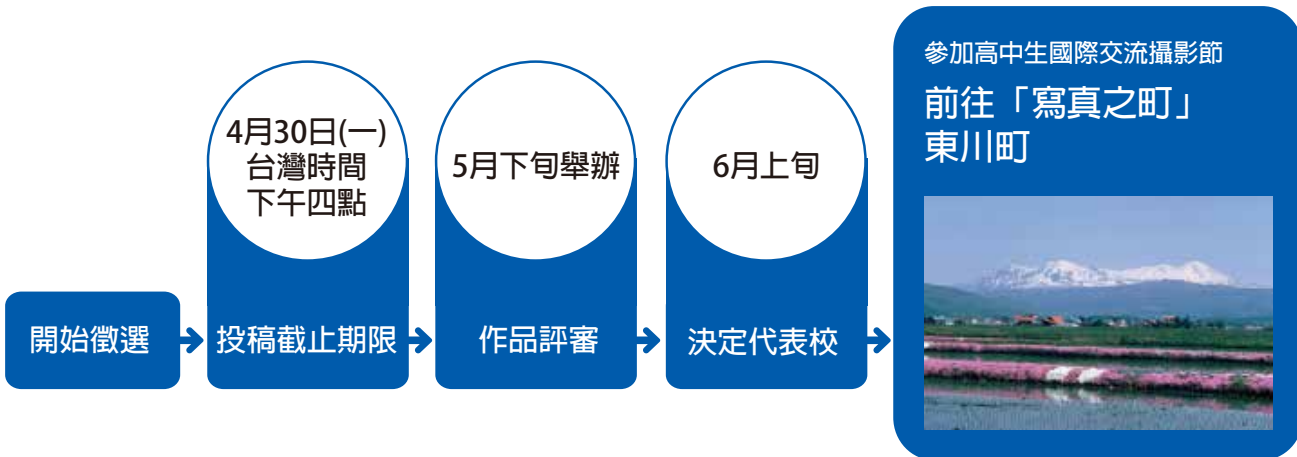 開始徵選
4月30日(一)
台灣時間
下午四點
投稿截止期限
5月下旬舉辦
作品評審
6月上旬
決定代表校
參加高中生國際交流攝影節
前往「寫真之町」
東川町